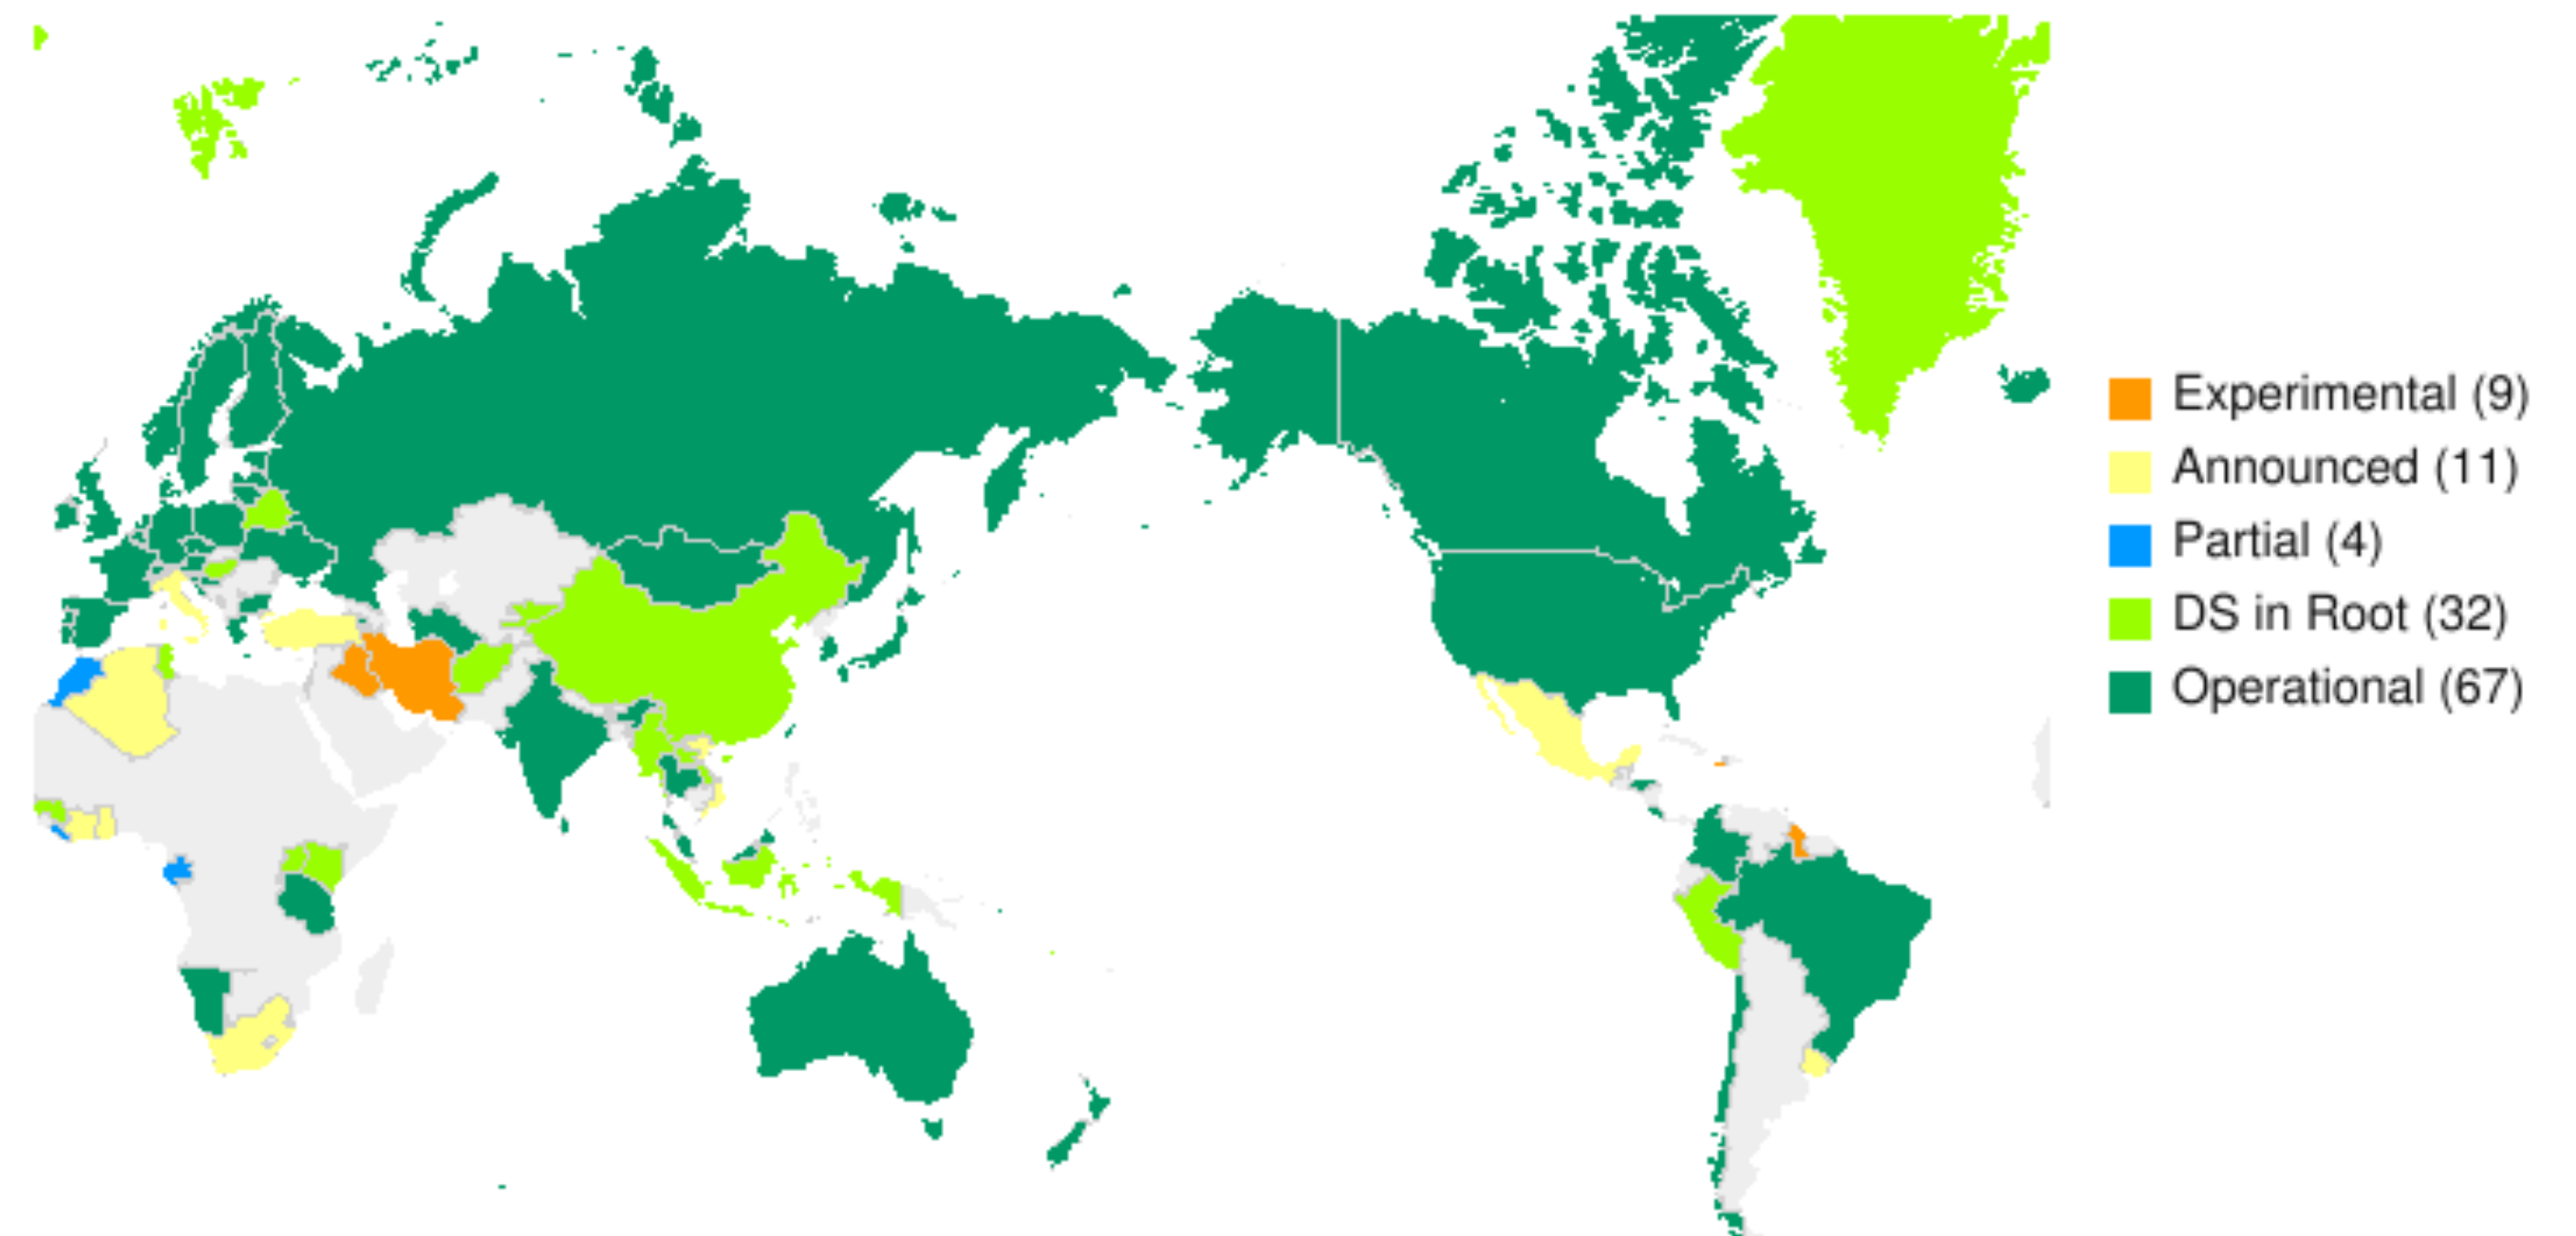 Experimental (9)
Announced (11)
Partial (4)
DS in Root (32)
Operational (67)